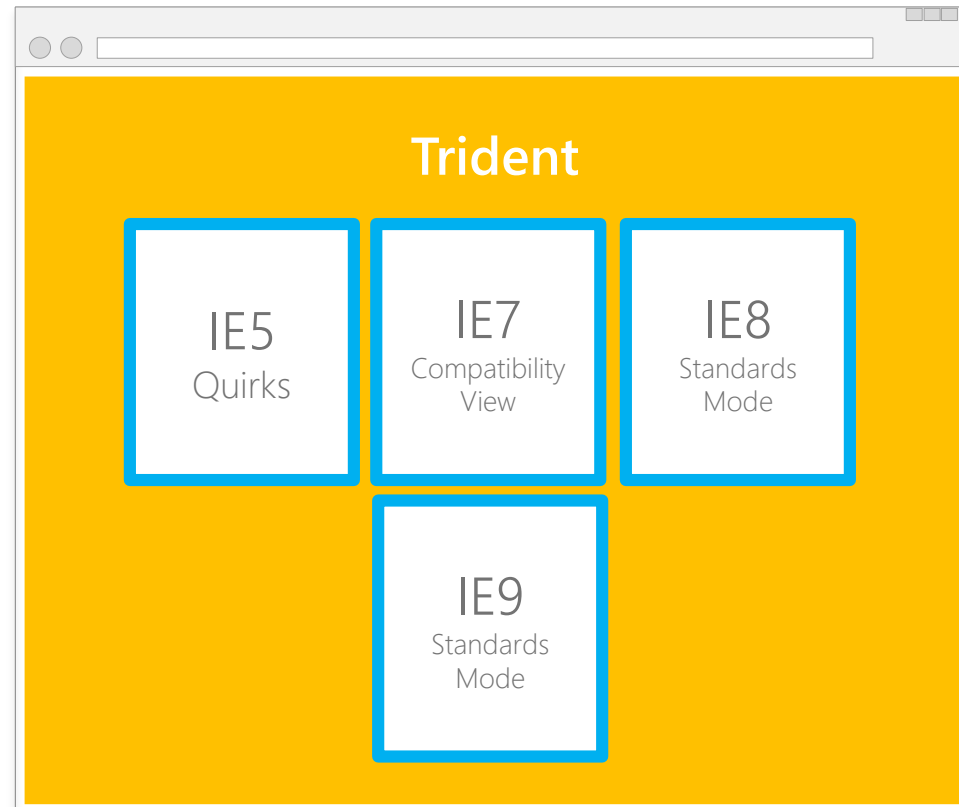 Trident
IE5
Quirks
IE7
Compatibility
View
IE8
Standards
Mode
IE9
Standards
Mode